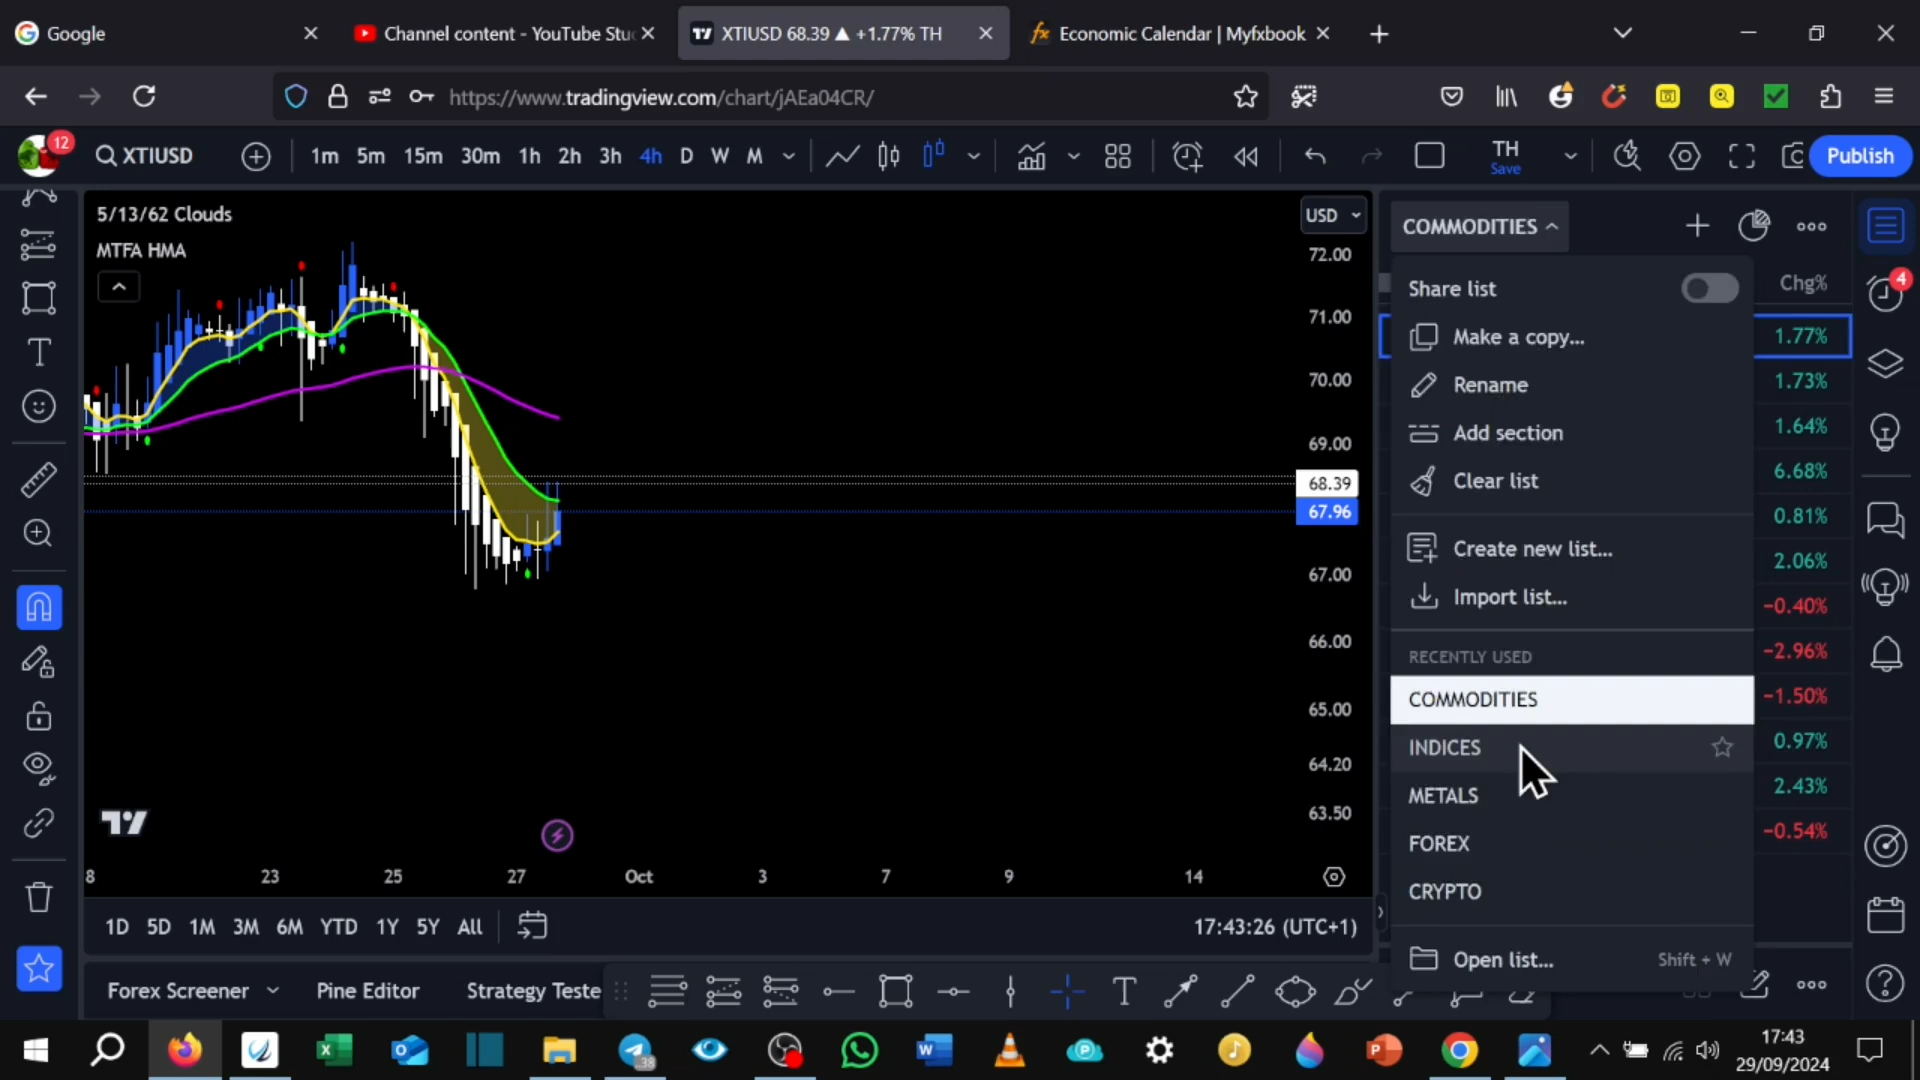 Google
Channel content - YouTube Stu
XTIUSD 68.39 ▲ +1.77% TH
Economic Calendar | Myfxbook
https://www.tradingview.com/chart/jAEa04CR/
12
XTIUSD
1m 5m 15m 30m 1h 2h 3h 4h D W M
TH
Save
Publish
5/13/62 Clouds
MTFA HMA
USD
72.00
71.00
70.00
69.00
68.39
67.96
67.00
66.00
65.00
64.20
63.50
8 23 25 27 Oct 3 7 9 14
1D 5D 1M 3M 6M YTD 1Y 5Y All
17:43:26 (UTC+1)
Forex Screener
Pine Editor
Strategy Teste
COMMODITIES
Share list
Make a copy...
Rename
Add section
Clear list
Create new list...
Import list...
RECENTLY USED
COMMODITIES
INDICES
METALS
FOREX
CRYPTO
Open list...
Shift + W
Chg%
1.77%
1.73%
1.64%
6.68%
0.81%
2.06%
−0.40%
−2.96%
−1.50%
0.97%
2.43%
−0.54%
4
38
17:43
29/09/2024